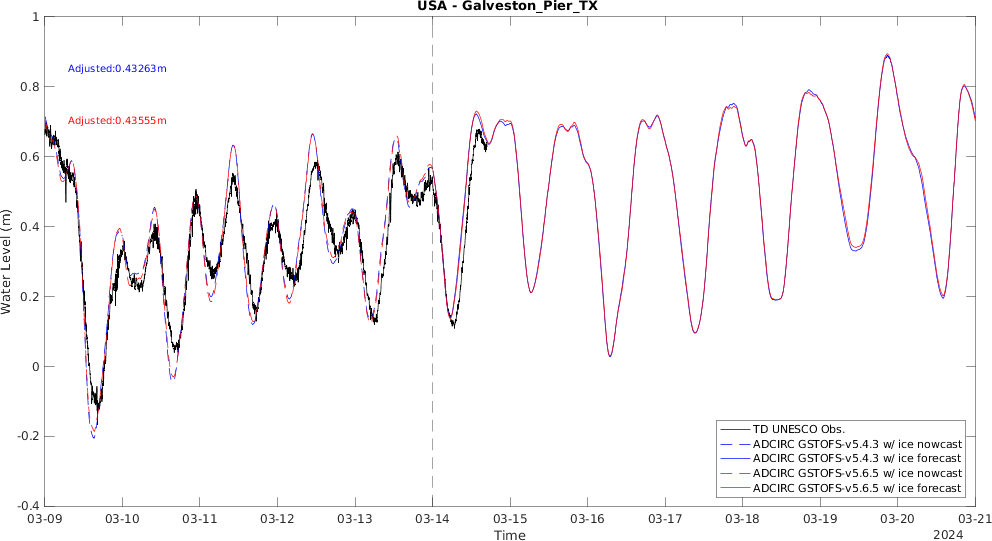 USA - Galveston_Pier_TX
Adjusted:0.43263m
Adjusted:0.43555m
Water Level (m)
1
0.8
0.6
0.4
0.2
0
-0.2
-0.4
TD UNESCO Obs.
ADCIRC GSTOFS-v5.4.3 w/ ice nowcast
ADCIRC GSTOFS-v5.4.3 w/ ice forecast
ADCIRC GSTOFS-v5.6.5 w/ ice nowcast
ADCIRC GSTOFS-v5.6.5 w/ ice forecast
03-09 03-10 03-11 03-12 03-13 03-14 03-15 03-16 03-17 03-18 03-19 03-20 03-21
Time
2024